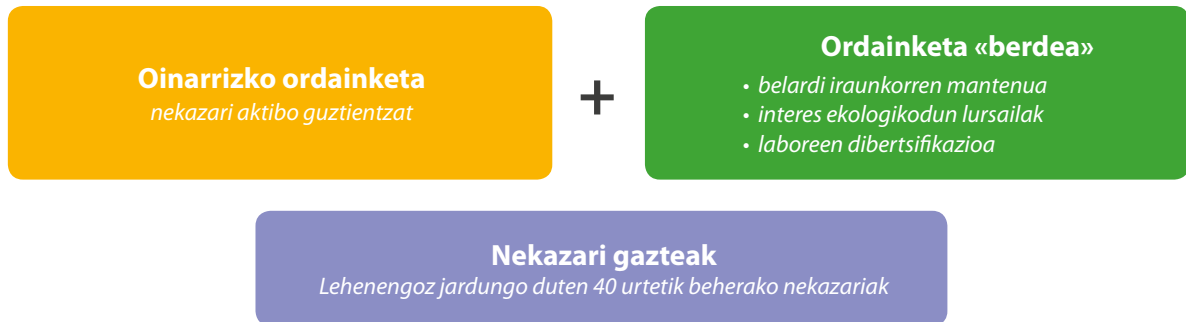 Oinarrizko ordainketa
nekazari aktibo guztientzat
+
Ordainketa «berdea»
• belardi iraunkorren mantenua
• interes ekologikodun lursailak
• laboreen dibertsifikazioa
Nekazari gazteak
Lehenengoz jardungo duten 40 urtetik beherako nekazariak